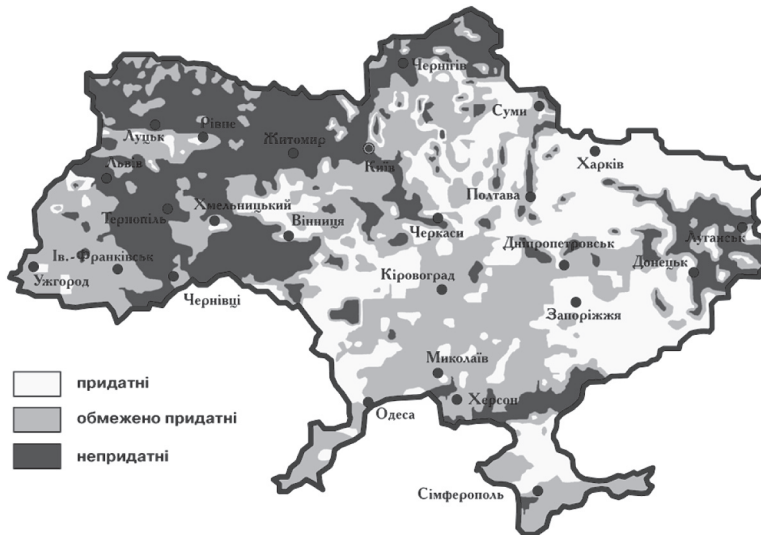 Чернігів
Суми
Луцьк
Рівне
Житомир
Київ
Харків
Львів
Полтава
Хмельницький
Тернопіль
Вінниця
Черкаси
Луганськ
Дніпропетровськ
Ів.-Франківськ
Донецьк
Ужгород
Кіровоград
Чернівці
Запоріжжя
Миколаїв
придатні
Херсон
обмежено придатні
Одеса
непридатні
Сімферополь